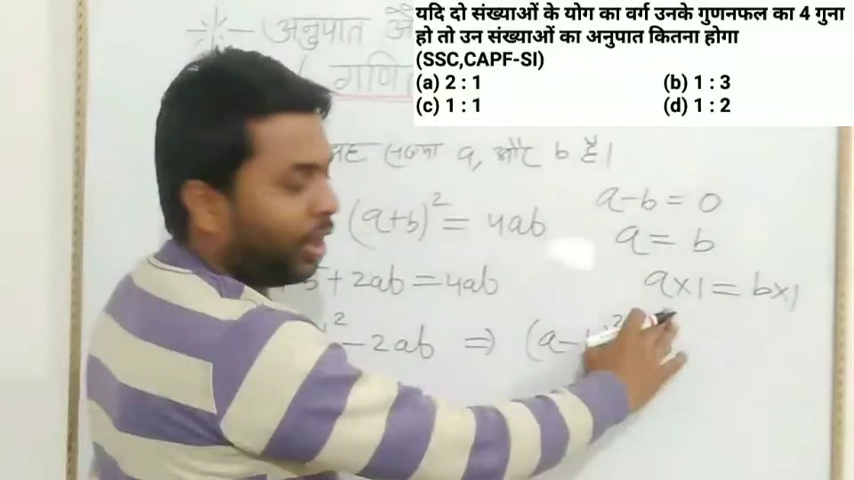 यदि दो संख्याओं के योग का वर्ग उनके गुणनफल का 4 गुना
हो तो उन संख्याओं का अनुपात कितना होगा
(SSC,CAPF-SI)
(a) 2 : 1 (b) 1 : 3
(c) 1 : 1 (d) 1 : 2
अनुपात
गणि
a, और b है।
(a+b)² = 4ab
+ 2ab = 4ab
² - 2ab ⇒ (a-
a-b = 0
a = b
a×1 = b×1